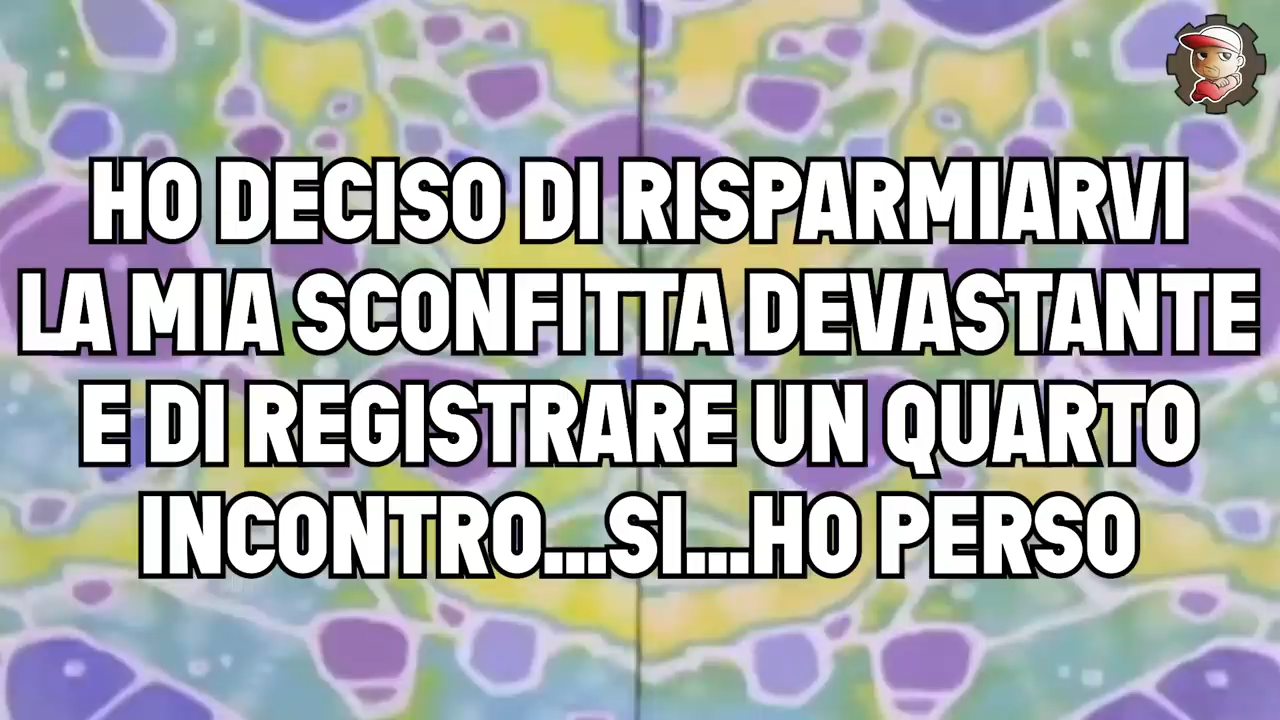 HO DECISO DI RISPARMIARVI
LA MIA SCONFITTA DEVASTANTE
E DI REGISTRARE UN QUARTO
INCONTRO...SI...HO PERSO